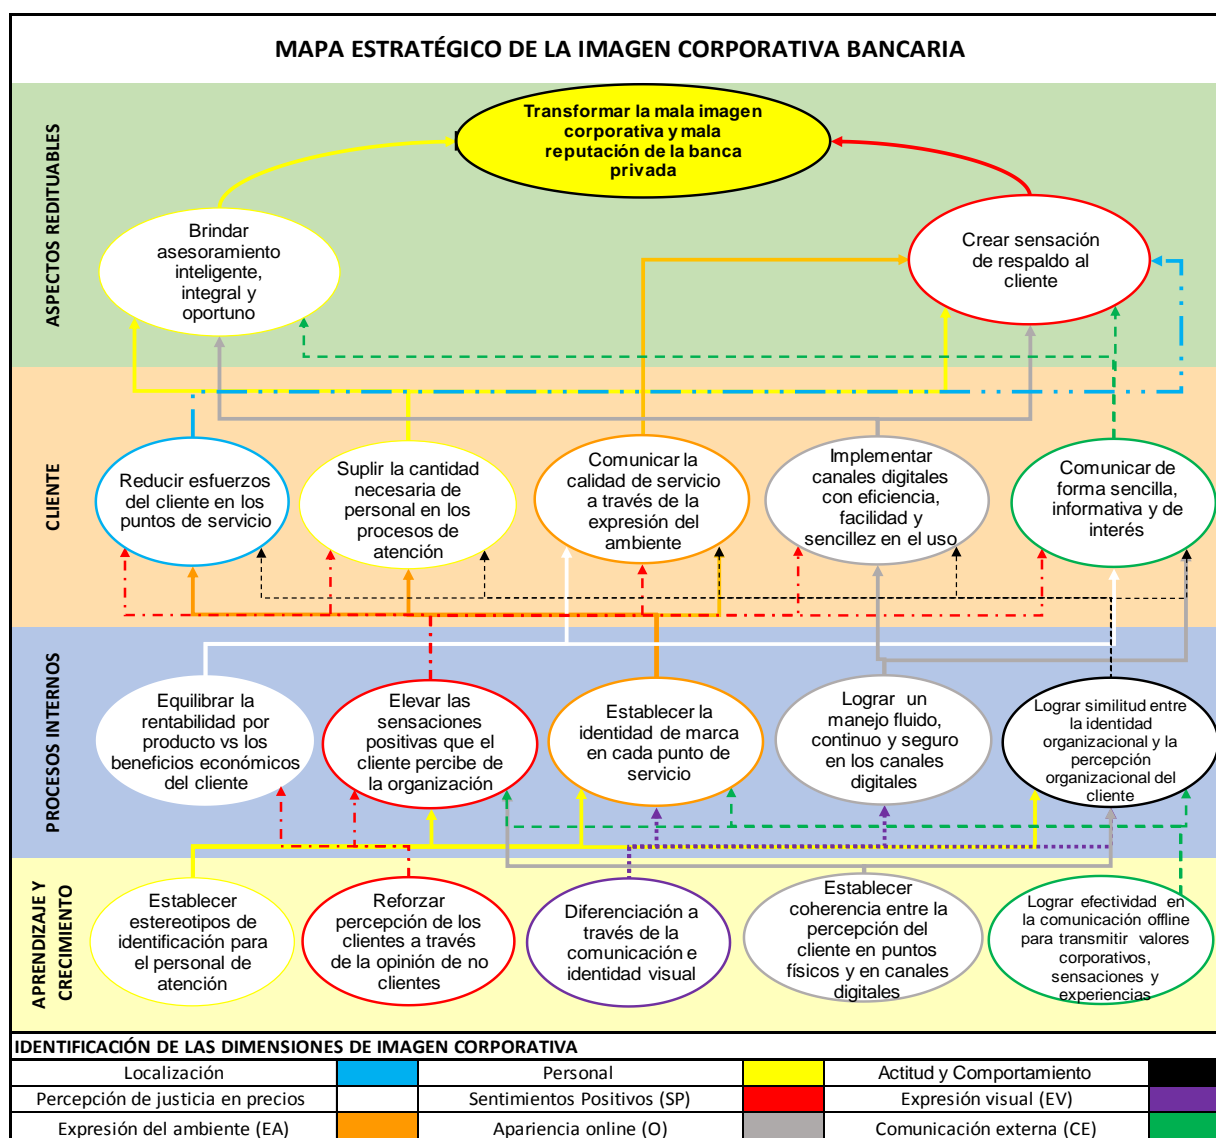 MAPA ESTRATÉGICO DE LA IMAGEN CORPORATIVA BANCARIA
ASPECTOS REDITUABLES
Transformar la mala imagen
corporativa y mala
reputación de la banca
privada
Brindar
asesoramiento
inteligente,
integral y
oportuno
Crear sensación
de respaldo al
cliente
CLIENTE
Reducir esfuerzos
del cliente en los
puntos de servicio
Suplir la cantidad
necesaria de
personal en los
procesos de
atención
Comunicar la
calidad de servicio
a través de la
expresión del
ambiente
Implementar
canales digitales
con eficiencia,
facilidad y
sencillez en el uso
Comunicar de
forma sencilla,
informativa y de
interés
PROCESOS INTERNOS
Equilibrar la
rentabilidad por
producto vs los
beneficios económicos
del cliente
Elevar las
sensaciones
positivas que el
cliente percibe de
la organización
Establecer la
identidad de marca
en cada punto de
servicio
Lograr un
manejo fluido,
continuo y seguro
en los canales
digitales
Lograr similitud entre
la identidad
organizacional y la
percepción
organizacional del
cliente
APRENDIZAJE Y
CRECIMIENTO
Establecer
estereotipos de
identificación para
el personal de
atención
Reforzar
percepción de los
clientes a través
de la opinión de no
clientes
Diferenciación a
través de la
comunicación e
identidad visual
Establecer
coherencia entre la
percepción del
cliente en puntos
físicos y en canales
digitales
Lograr efectividad en
la comunicación offline
para transmitir valores
corporativos,
sensaciones y
experiencias
IDENTIFICACIÓN DE LAS DIMENSIONES DE IMAGEN CORPORATIVA
Localización Personal Actitud y Comportamiento
Percepción de justicia en precios Sentimientos Positivos (SP) Expresión visual (EV)
Expresión del ambiente (EA) Apariencia online (O) Comunicación externa (CE)